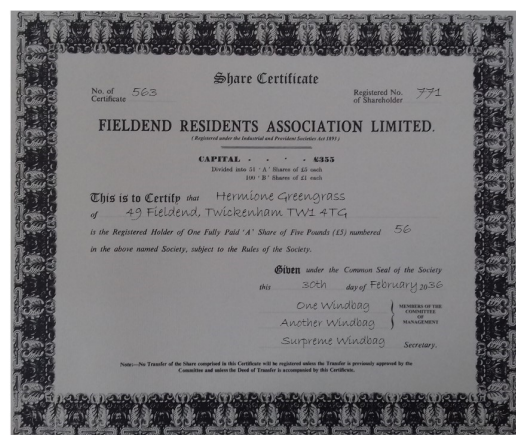 Share Certificate
No. of Certificate 563
Registered No. of Shareholder 771
FIELDEND RESIDENTS ASSOCIATION LIMITED.
(Registered under the Industrial and Provident Societies Act 1893)
CAPITAL - - - - £355
Divided into 51 'A' Shares of £5 each
100 'B' Shares of £1 each
This is to Certify that Hermione Greengrass
of 49 Fieldend, Twickenham TW1 4TG
is the Registered Holder of One Fully Paid 'A' Share of Five Pounds (£5) numbered 56
in the above named Society, subject to the Rules of the Society.
Given under the Common Seal of the Society
this 30th day of February 2036
One Windbag
Another Windbag
Surpreme Windbag Secretary.
MEMBERS OF THE
COMMITTEE
OF
MANAGEMENT
Note:—No Transfer of the Share comprised in this Certificate will be registered unless the Transfer is previously approved by the
Committee and unless the Deed of Transfer is accompanied by this Certificate.